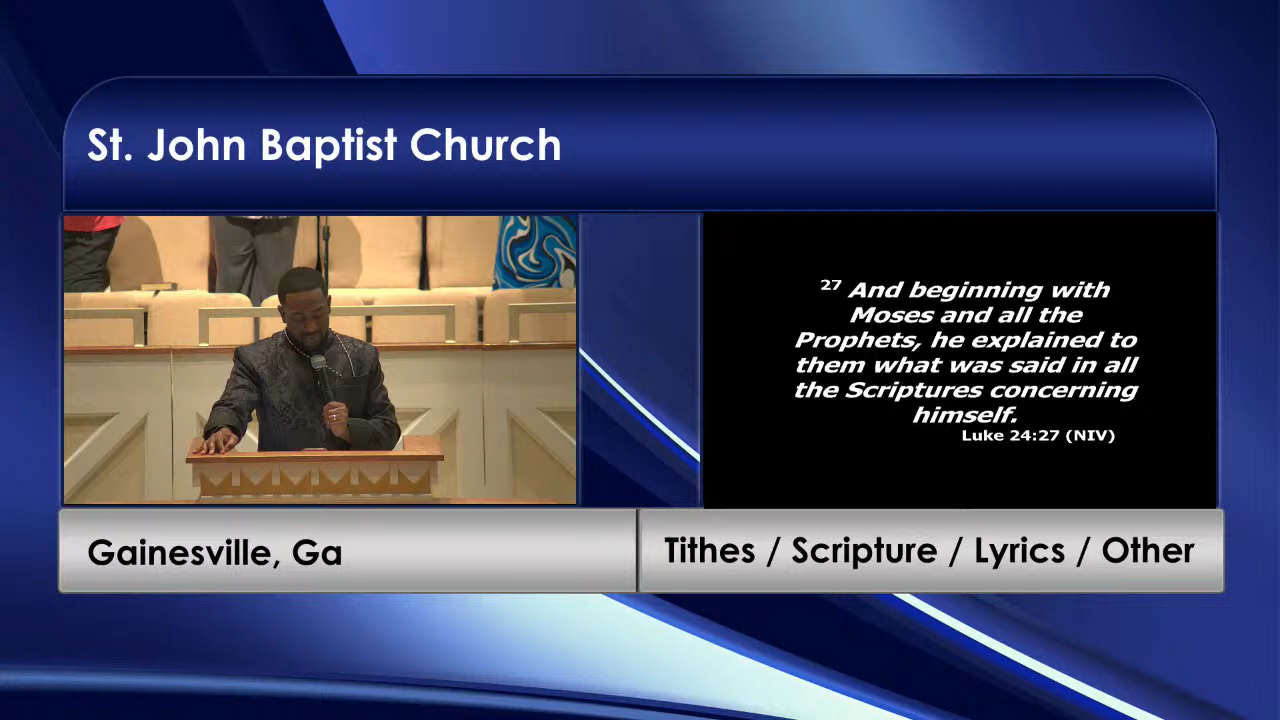 St. John Baptist Church
27 And beginning with
Moses and all the
Prophets, he explained to
them what was said in all
the Scriptures concerning
himself.
Luke 24:27 (NIV)
Gainesville, Ga
Tithes / Scripture / Lyrics / Other